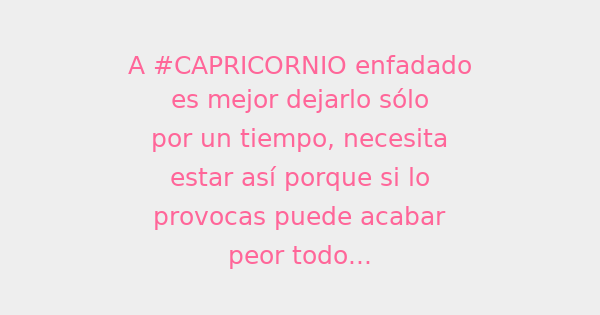 A #CAPRICORNIO enfadado
es mejor dejarlo sólo
por un tiempo, necesita
estar así porque si lo
provocas puede acabar
peor todo...